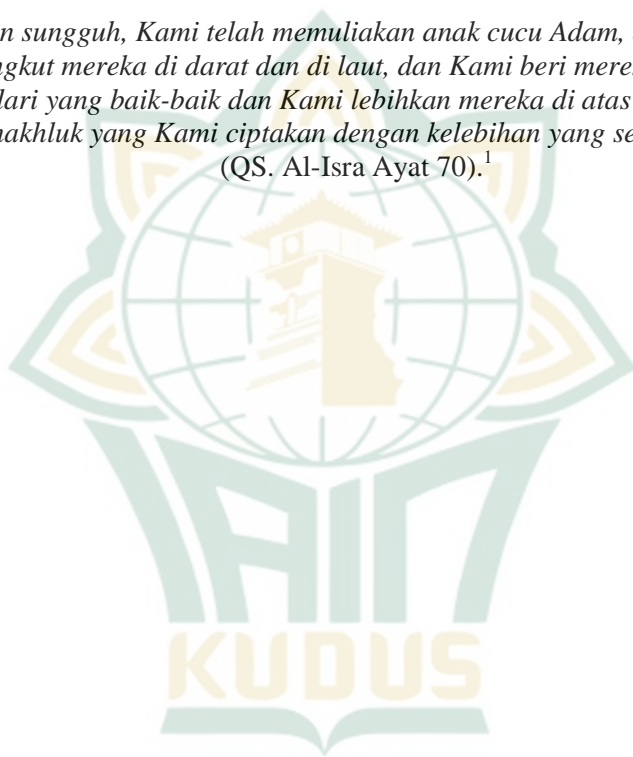 n sungguh, Kami telah memuliakan anak cucu Adam,
ngkut mereka di darat dan di laut, dan Kami beri mere
dari yang baik-baik dan Kami lebihkan mereka di atas
makhluk yang Kami ciptakan dengan kelebihan yang se
(QS. Al-Isra Ayat 70).1
IAIN
KUDUS